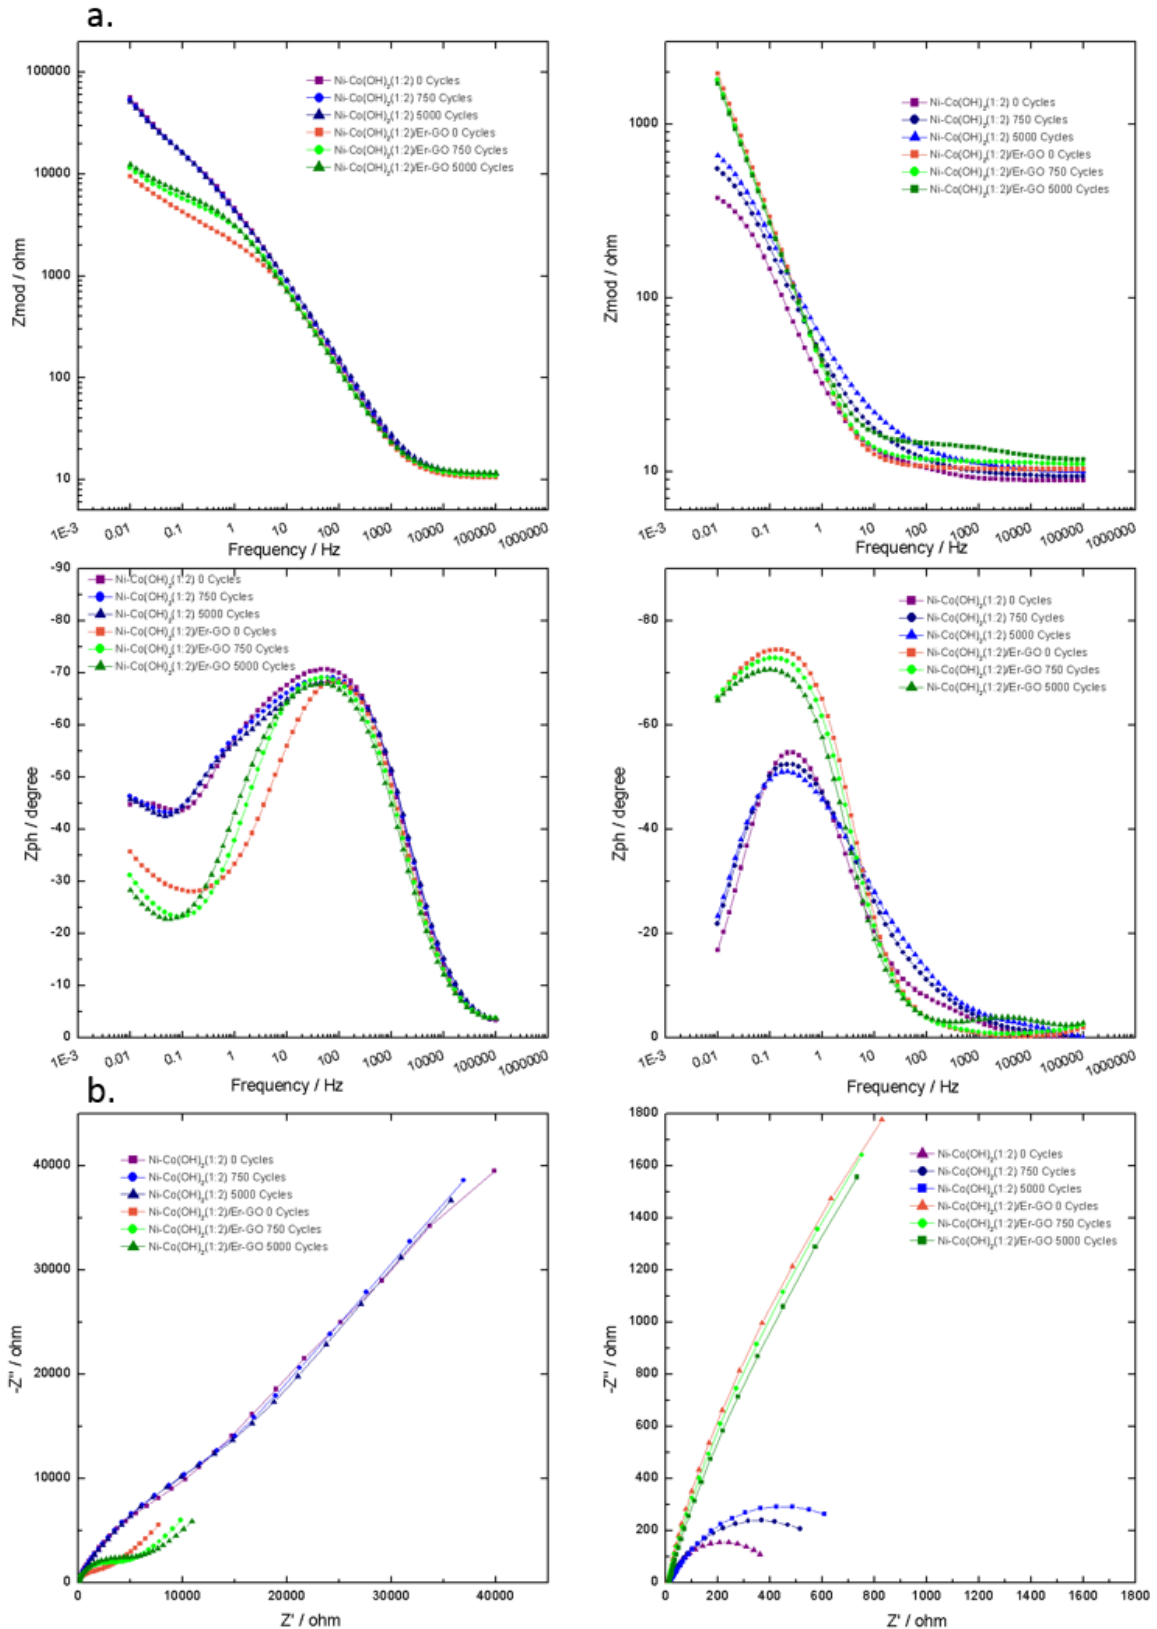 a.
Zmod / ohm
100000
10000
1000
100
10
Ni-Co(OH)₂(1:2) 0 Cycles
Ni-Co(OH)₂(1:2) 750 Cycles
Ni-Co(OH)₂(1:2) 5000 Cycles
Ni-Co(OH)₂(1:2)/Er-GO 0 Cycles
Ni-Co(OH)₂(1:2)/Er-GO 750 Cycles
Ni-Co(OH)₂(1:2)/Er-GO 5000 Cycles
1E-3 0.01 0.1 1 10 100 1000 10000 100000 1000000
Frequency / Hz
Zmod / ohm
1000
100
10
Ni-Co(OH)₂(1:2) 0 Cycles
Ni-Co(OH)₂(1:2) 750 Cycles
Ni-Co(OH)₂(1:2) 5000 Cycles
Ni-Co(OH)₂(1:2)/Er-GO 0 Cycles
Ni-Co(OH)₂(1:2)/Er-GO 750 Cycles
Ni-Co(OH)₂(1:2)/Er-GO 5000 Cycles
1E-3 0.01 0.1 1 10 100 1000 10000 100000 1000000
Frequency / Hz
Zph / degree
-90
-80
-70
-60
-50
-40
-30
-20
-10
0
Ni-Co(OH)₂(1:2) 0 Cycles
Ni-Co(OH)₂(1:2) 750 Cycles
Ni-Co(OH)₂(1:2) 5000 Cycles
Ni-Co(OH)₂(1:2)/Er-GO 0 Cycles
Ni-Co(OH)₂(1:2)/Er-GO 750 Cycles
Ni-Co(OH)₂(1:2)/Er-GO 5000 Cycles
1E-3 0.01 0.1 1 10 100 1000 10000 100000 1000000
Frequency / Hz
Zph / degree
-80
-60
-40
-20
0
Ni-Co(OH)₂(1:2) 0 Cycles
Ni-Co(OH)₂(1:2) 750 Cycles
Ni-Co(OH)₂(1:2) 5000 Cycles
Ni-Co(OH)₂(1:2)/Er-GO 0 Cycles
Ni-Co(OH)₂(1:2)/Er-GO 750 Cycles
Ni-Co(OH)₂(1:2)/Er-GO 5000 Cycles
1E-3 0.01 0.1 1 10 100 1000 10000 100000 1000000
Frequency / Hz
b.
-Z'' / ohm
40000
30000
20000
10000
0
Ni-Co(OH)₂(1:2) 0 Cycles
Ni-Co(OH)₂(1:2) 750 Cycles
Ni-Co(OH)₂(1:2) 5000 Cycles
Ni-Co(OH)₂(1:2)/Er-GO 0 Cycles
Ni-Co(OH)₂(1:2)/Er-GO 750 Cycles
Ni-Co(OH)₂(1:2)/Er-GO 5000 Cycles
0 10000 20000 30000 40000
Z' / ohm
-Z'' / ohm
1800
1600
1400
1200
1000
800
600
400
200
0
Ni-Co(OH)₂(1:2) 0 Cycles
Ni-Co(OH)₂(1:2) 750 Cycles
Ni-Co(OH)₂(1:2) 5000 Cycles
Ni-Co(OH)₂(1:2)/Er-GO 0 Cycles
Ni-Co(OH)₂(1:2)/Er-GO 750 Cycles
Ni-Co(OH)₂(1:2)/Er-GO 5000 Cycles
0 200 400 600 800 1000 1200 1400 1600 1800
Z' / ohm